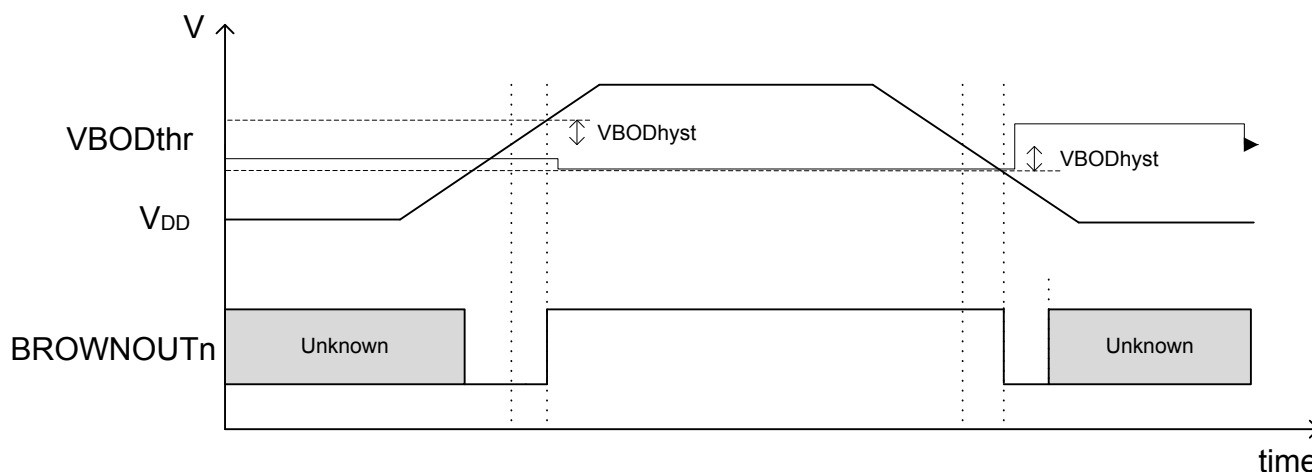 V
VBODthr
VBODhyst
VBODhyst
VDD
BROWNOUTn
Unknown
Unknown
time